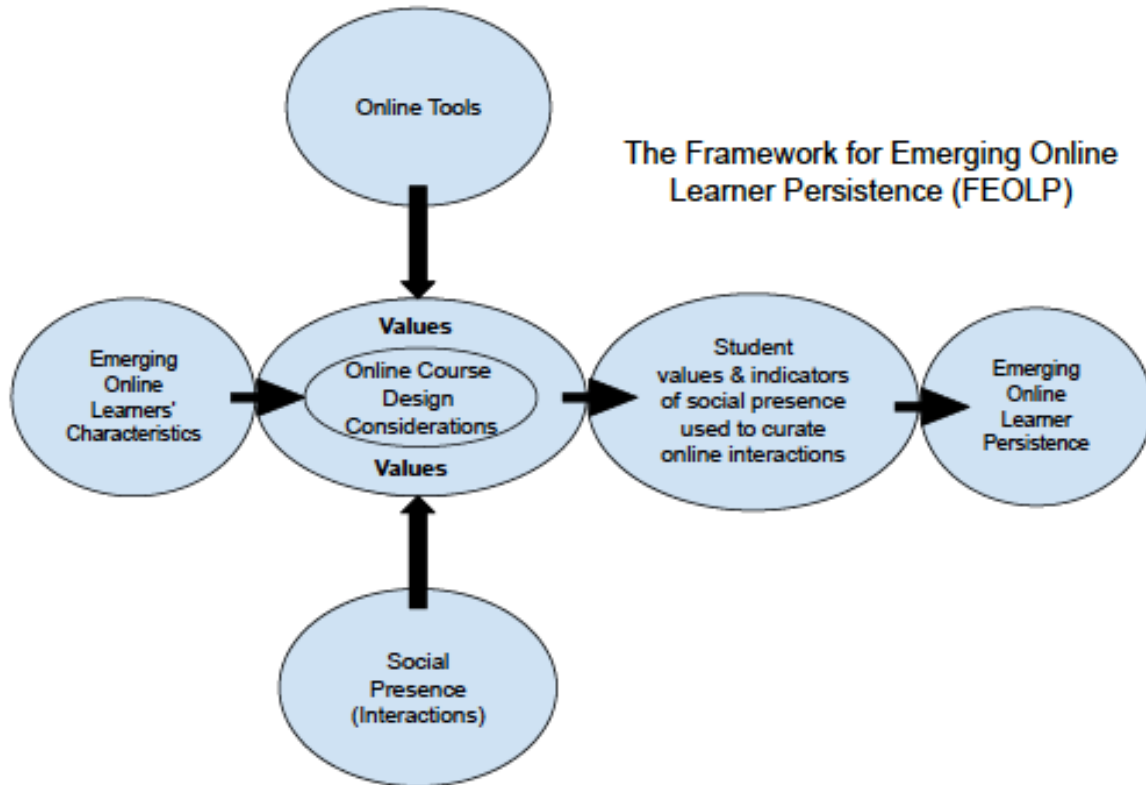 Online Tools
The Framework for Emerging Online
Learner Persistence (FEOLP)
Emerging
Online
Learners'
Characteristics
Values
Online Course
Design
Considerations
Values
Student
values & indicators
of social presence
used to curate
online interactions
Emerging
Online
Learner
Persistence
Social
Presence
(Interactions)